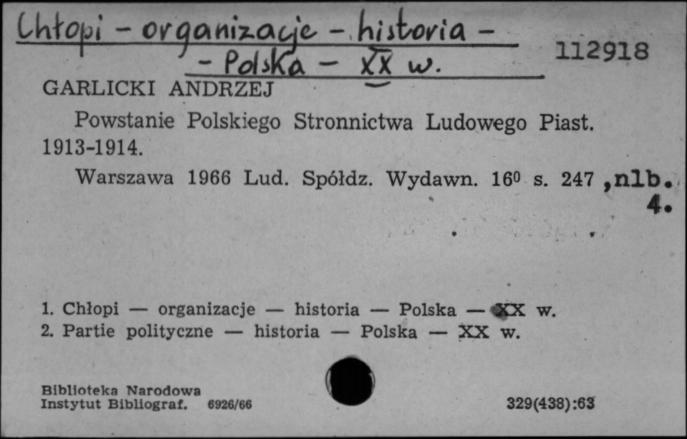 Chłopi - organizacje - historia -
- Polska - XX w.
112918
GARLICKI ANDRZEJ
Powstanie Polskiego Stronnictwa Ludowego Piast.
1913-1914.
Warszawa 1966 Lud. Spółdz. Wydawn. 16⁰ s. 247 ,nlb.
4.
1. Chłopi — organizacje — historia — Polska — XX w.
2. Partie polityczne — historia — Polska — XX w.
Biblioteka Narodowa
Instytut Bibliograf. 6926/66
329(438):63